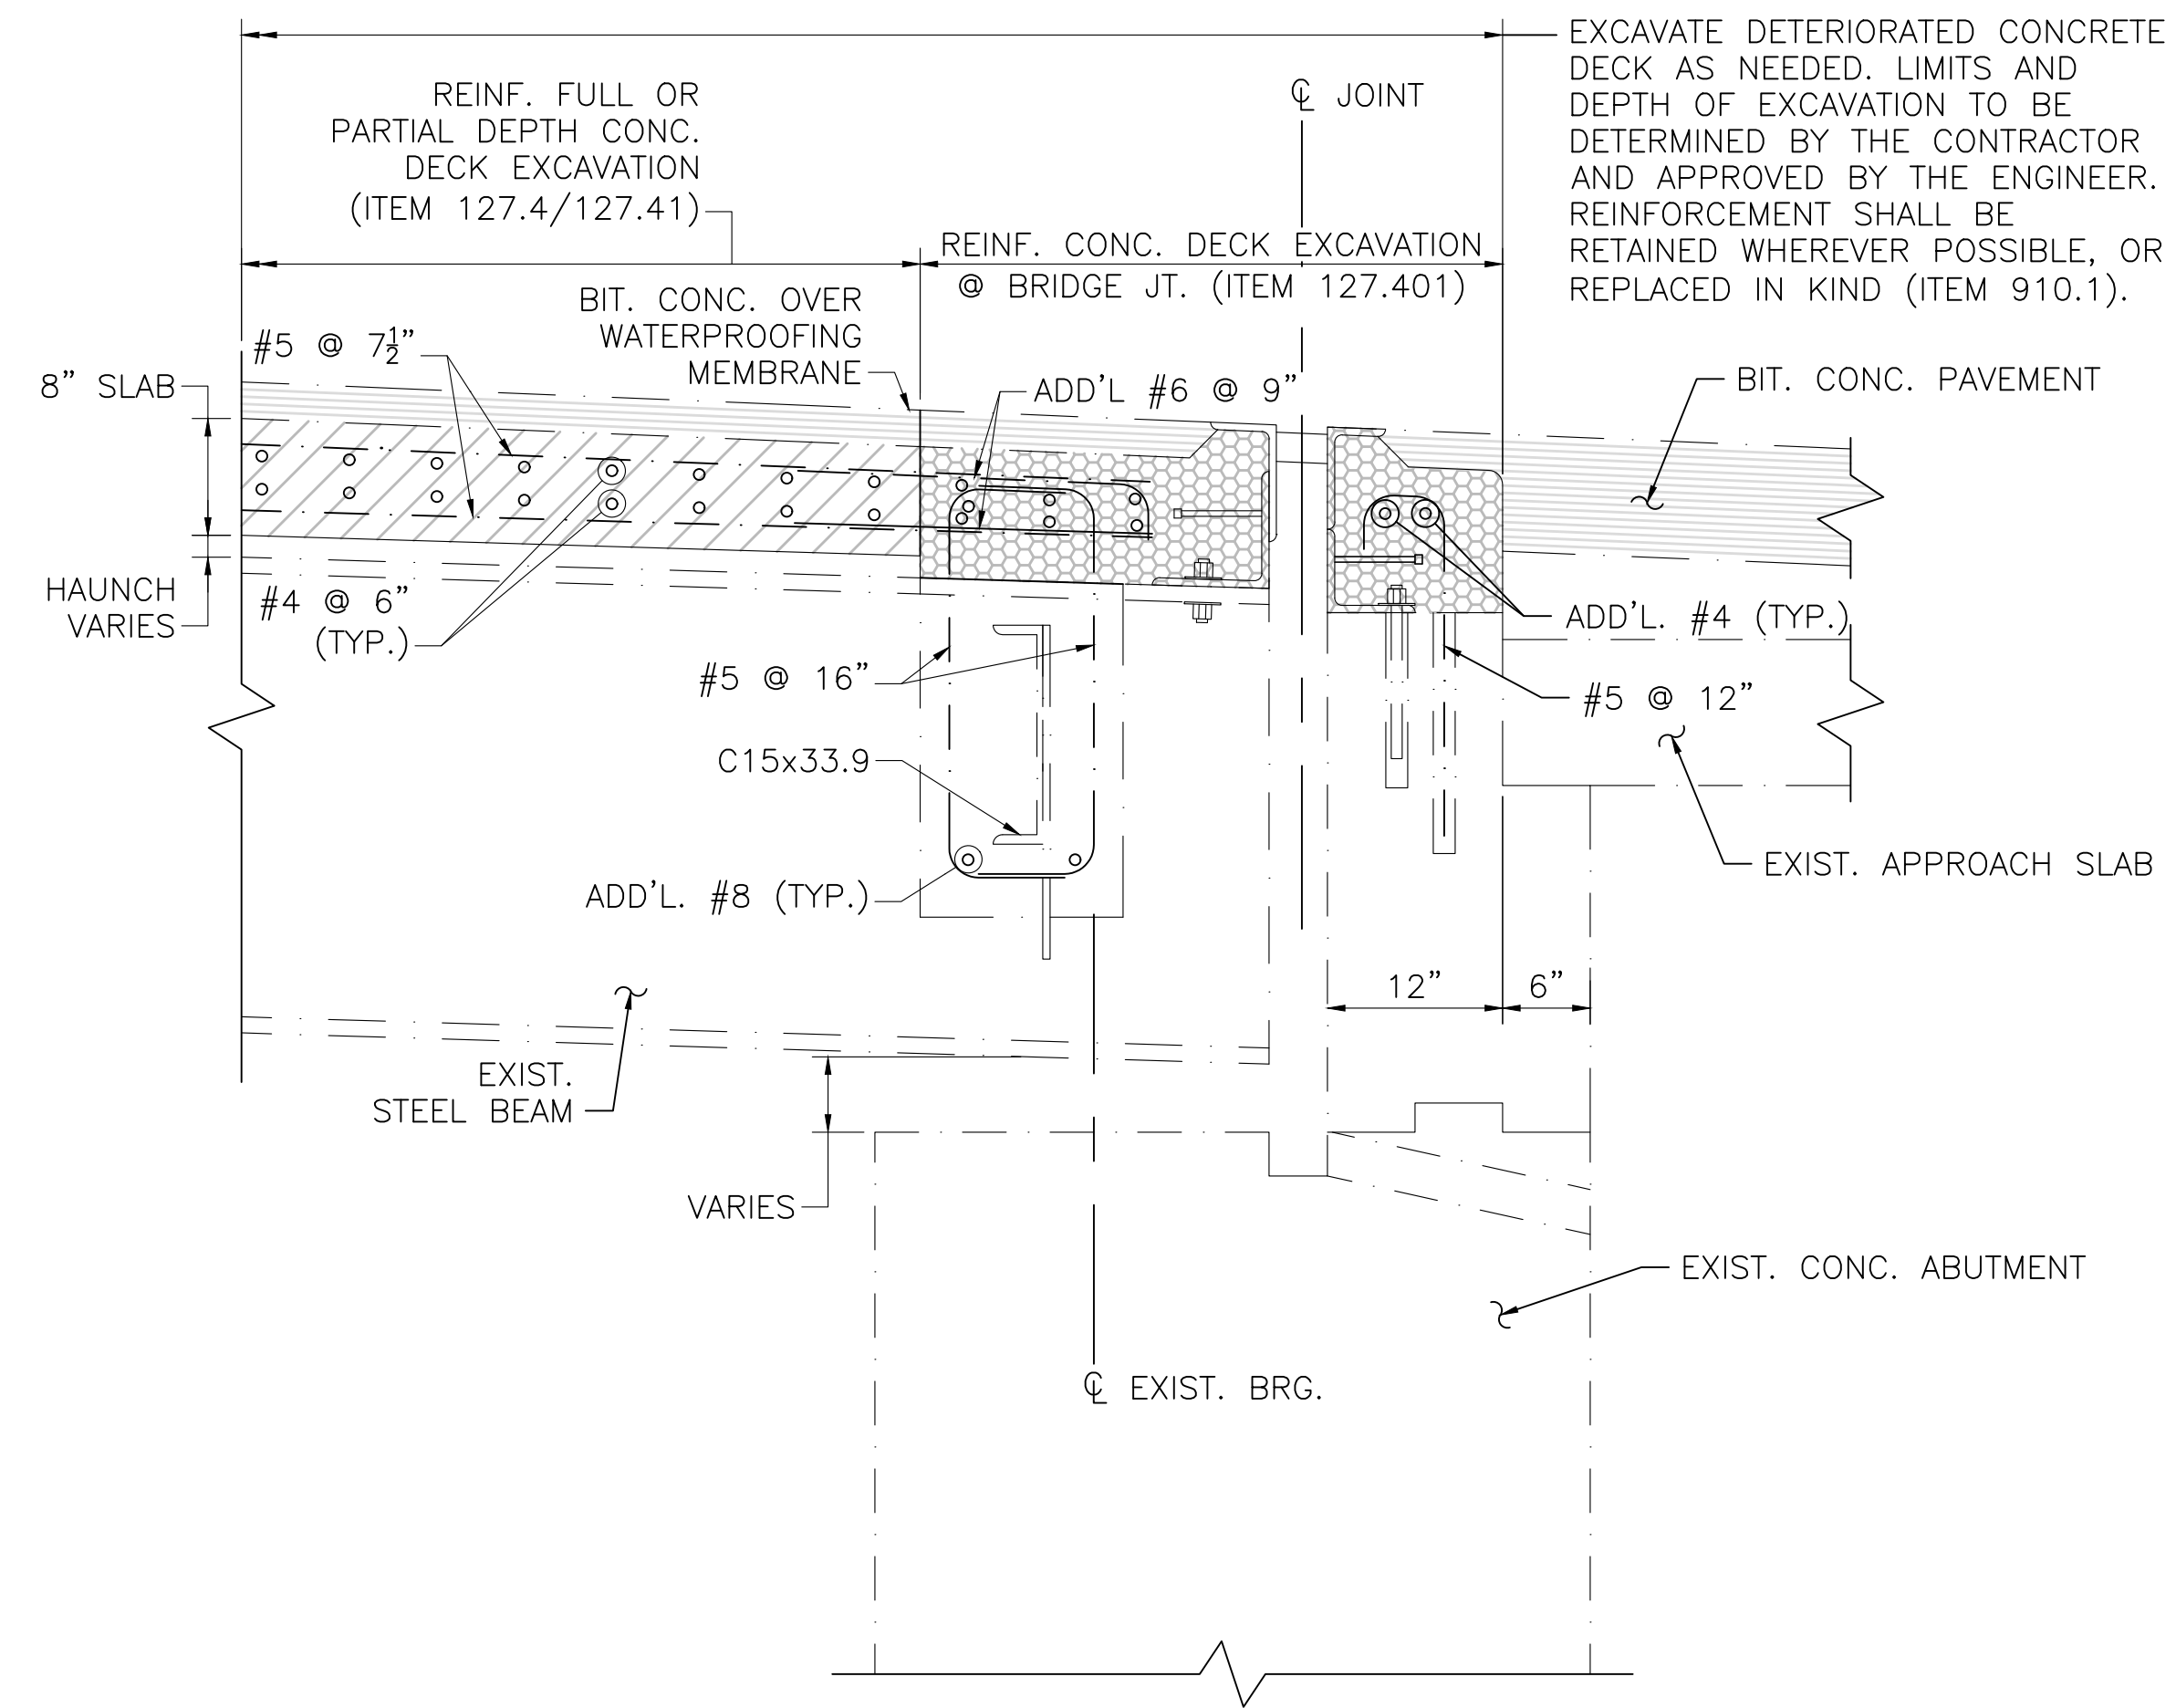 EXCAVATE DETERIORATED CONCRETE
DECK AS NEEDED. LIMITS AND
DEPTH OF EXCAVATION TO BE
DETERMINED BY THE CONTRACTOR
AND APPROVED BY THE ENGINEER.
REINFORCEMENT SHALL BE
RETAINED WHEREVER POSSIBLE, OR
REPLACED IN KIND (ITEM 910.1).
REINF. FULL OR
PARTIAL DEPTH CONC.
DECK EXCAVATION
(ITEM 127.4/127.41)
℄ JOINT
REINF. CONC. DECK EXCAVATION
@ BRIDGE JT. (ITEM 127.401)
BIT. CONC. OVER
WATERPROOFING
MEMBRANE
#5 @ 7½”
8” SLAB
ADD'L #6 @ 9”
BIT. CONC. PAVEMENT
HAUNCH
VARIES
#4 @ 6”
(TYP.)
ADD'L. #4 (TYP.)
#5 @ 16”
#5 @ 12”
C15x33.9
EXIST. APPROACH SLAB
ADD'L. #8 (TYP.)
12”
6”
EXIST.
STEEL BEAM
VARIES
EXIST. CONC. ABUTMENT
℄ EXIST. BRG.